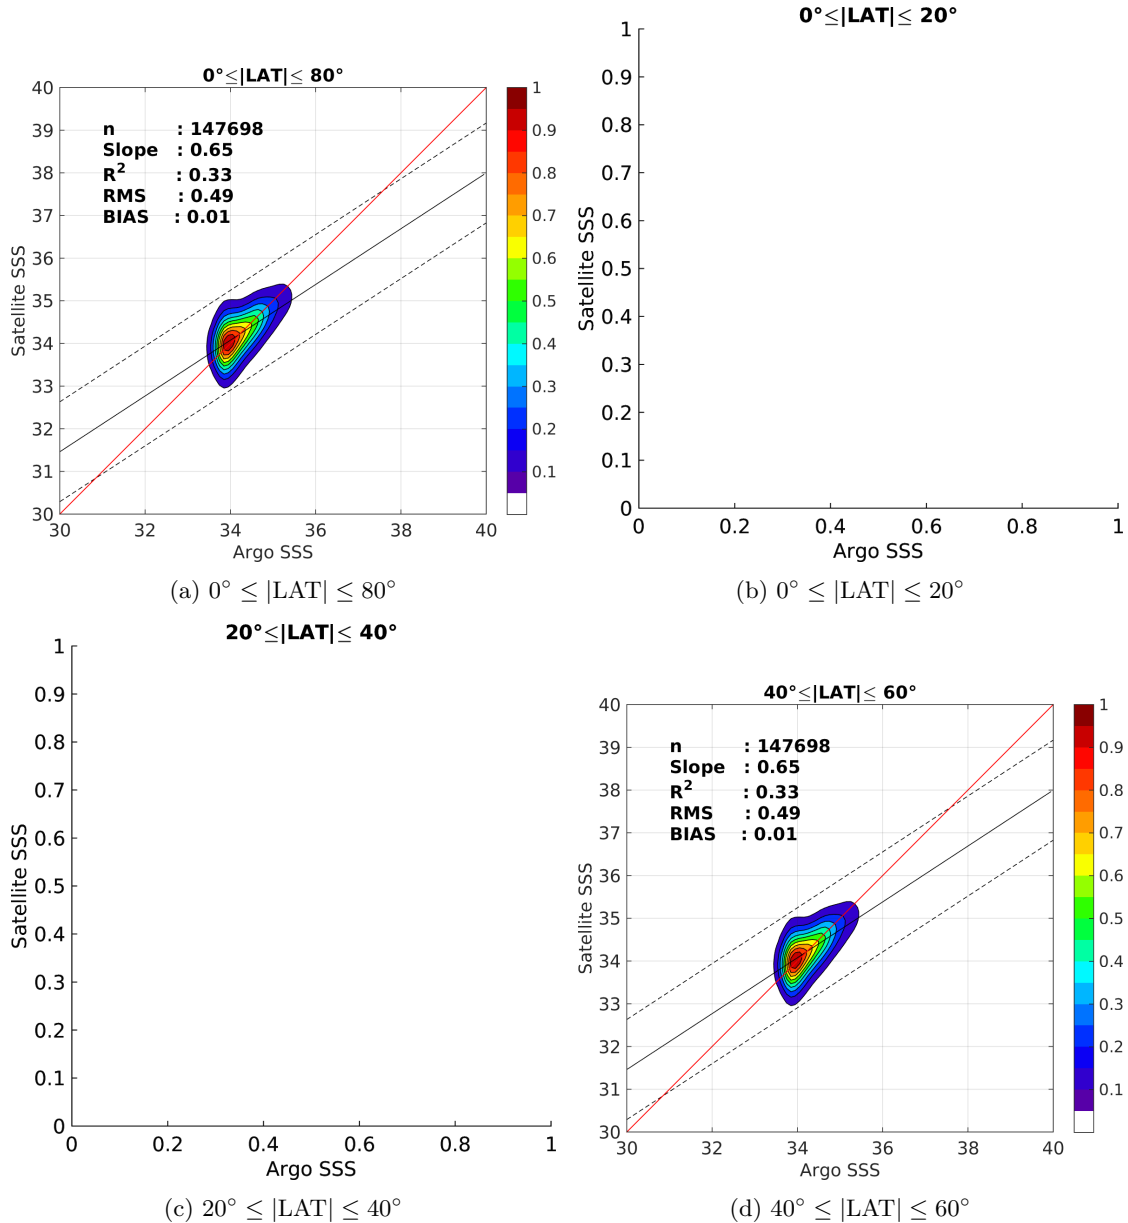 0°≤|LAT|≤ 80°
n : 147698
Slope : 0.65
R2 : 0.33
RMS : 0.49
BIAS : 0.01
40
39
38
37
36
35
34
33
32
31
30
30 32 34 36 38 40
Satellite SSS
Argo SSS
1
0.9
0.8
0.7
0.6
0.5
0.4
0.3
0.2
0.1
(a) 0° ≤ |LAT| ≤ 80°
0°≤|LAT|≤ 20°
1
0.9
0.8
0.7
0.6
0.5
0.4
0.3
0.2
0.1
0
0 0.2 0.4 0.6 0.8 1
Satellite SSS
Argo SSS
(b) 0° ≤ |LAT| ≤ 20°
20°≤|LAT|≤ 40°
1
0.9
0.8
0.7
0.6
0.5
0.4
0.3
0.2
0.1
0
0 0.2 0.4 0.6 0.8 1
Satellite SSS
Argo SSS
(c) 20° ≤ |LAT| ≤ 40°
40°≤|LAT|≤ 60°
n : 147698
Slope : 0.65
R2 : 0.33
RMS : 0.49
BIAS : 0.01
40
39
38
37
36
35
34
33
32
31
30
30 32 34 36 38 40
Satellite SSS
Argo SSS
1
0.9
0.8
0.7
0.6
0.5
0.4
0.3
0.2
0.1
(d) 40° ≤ |LAT| ≤ 60°